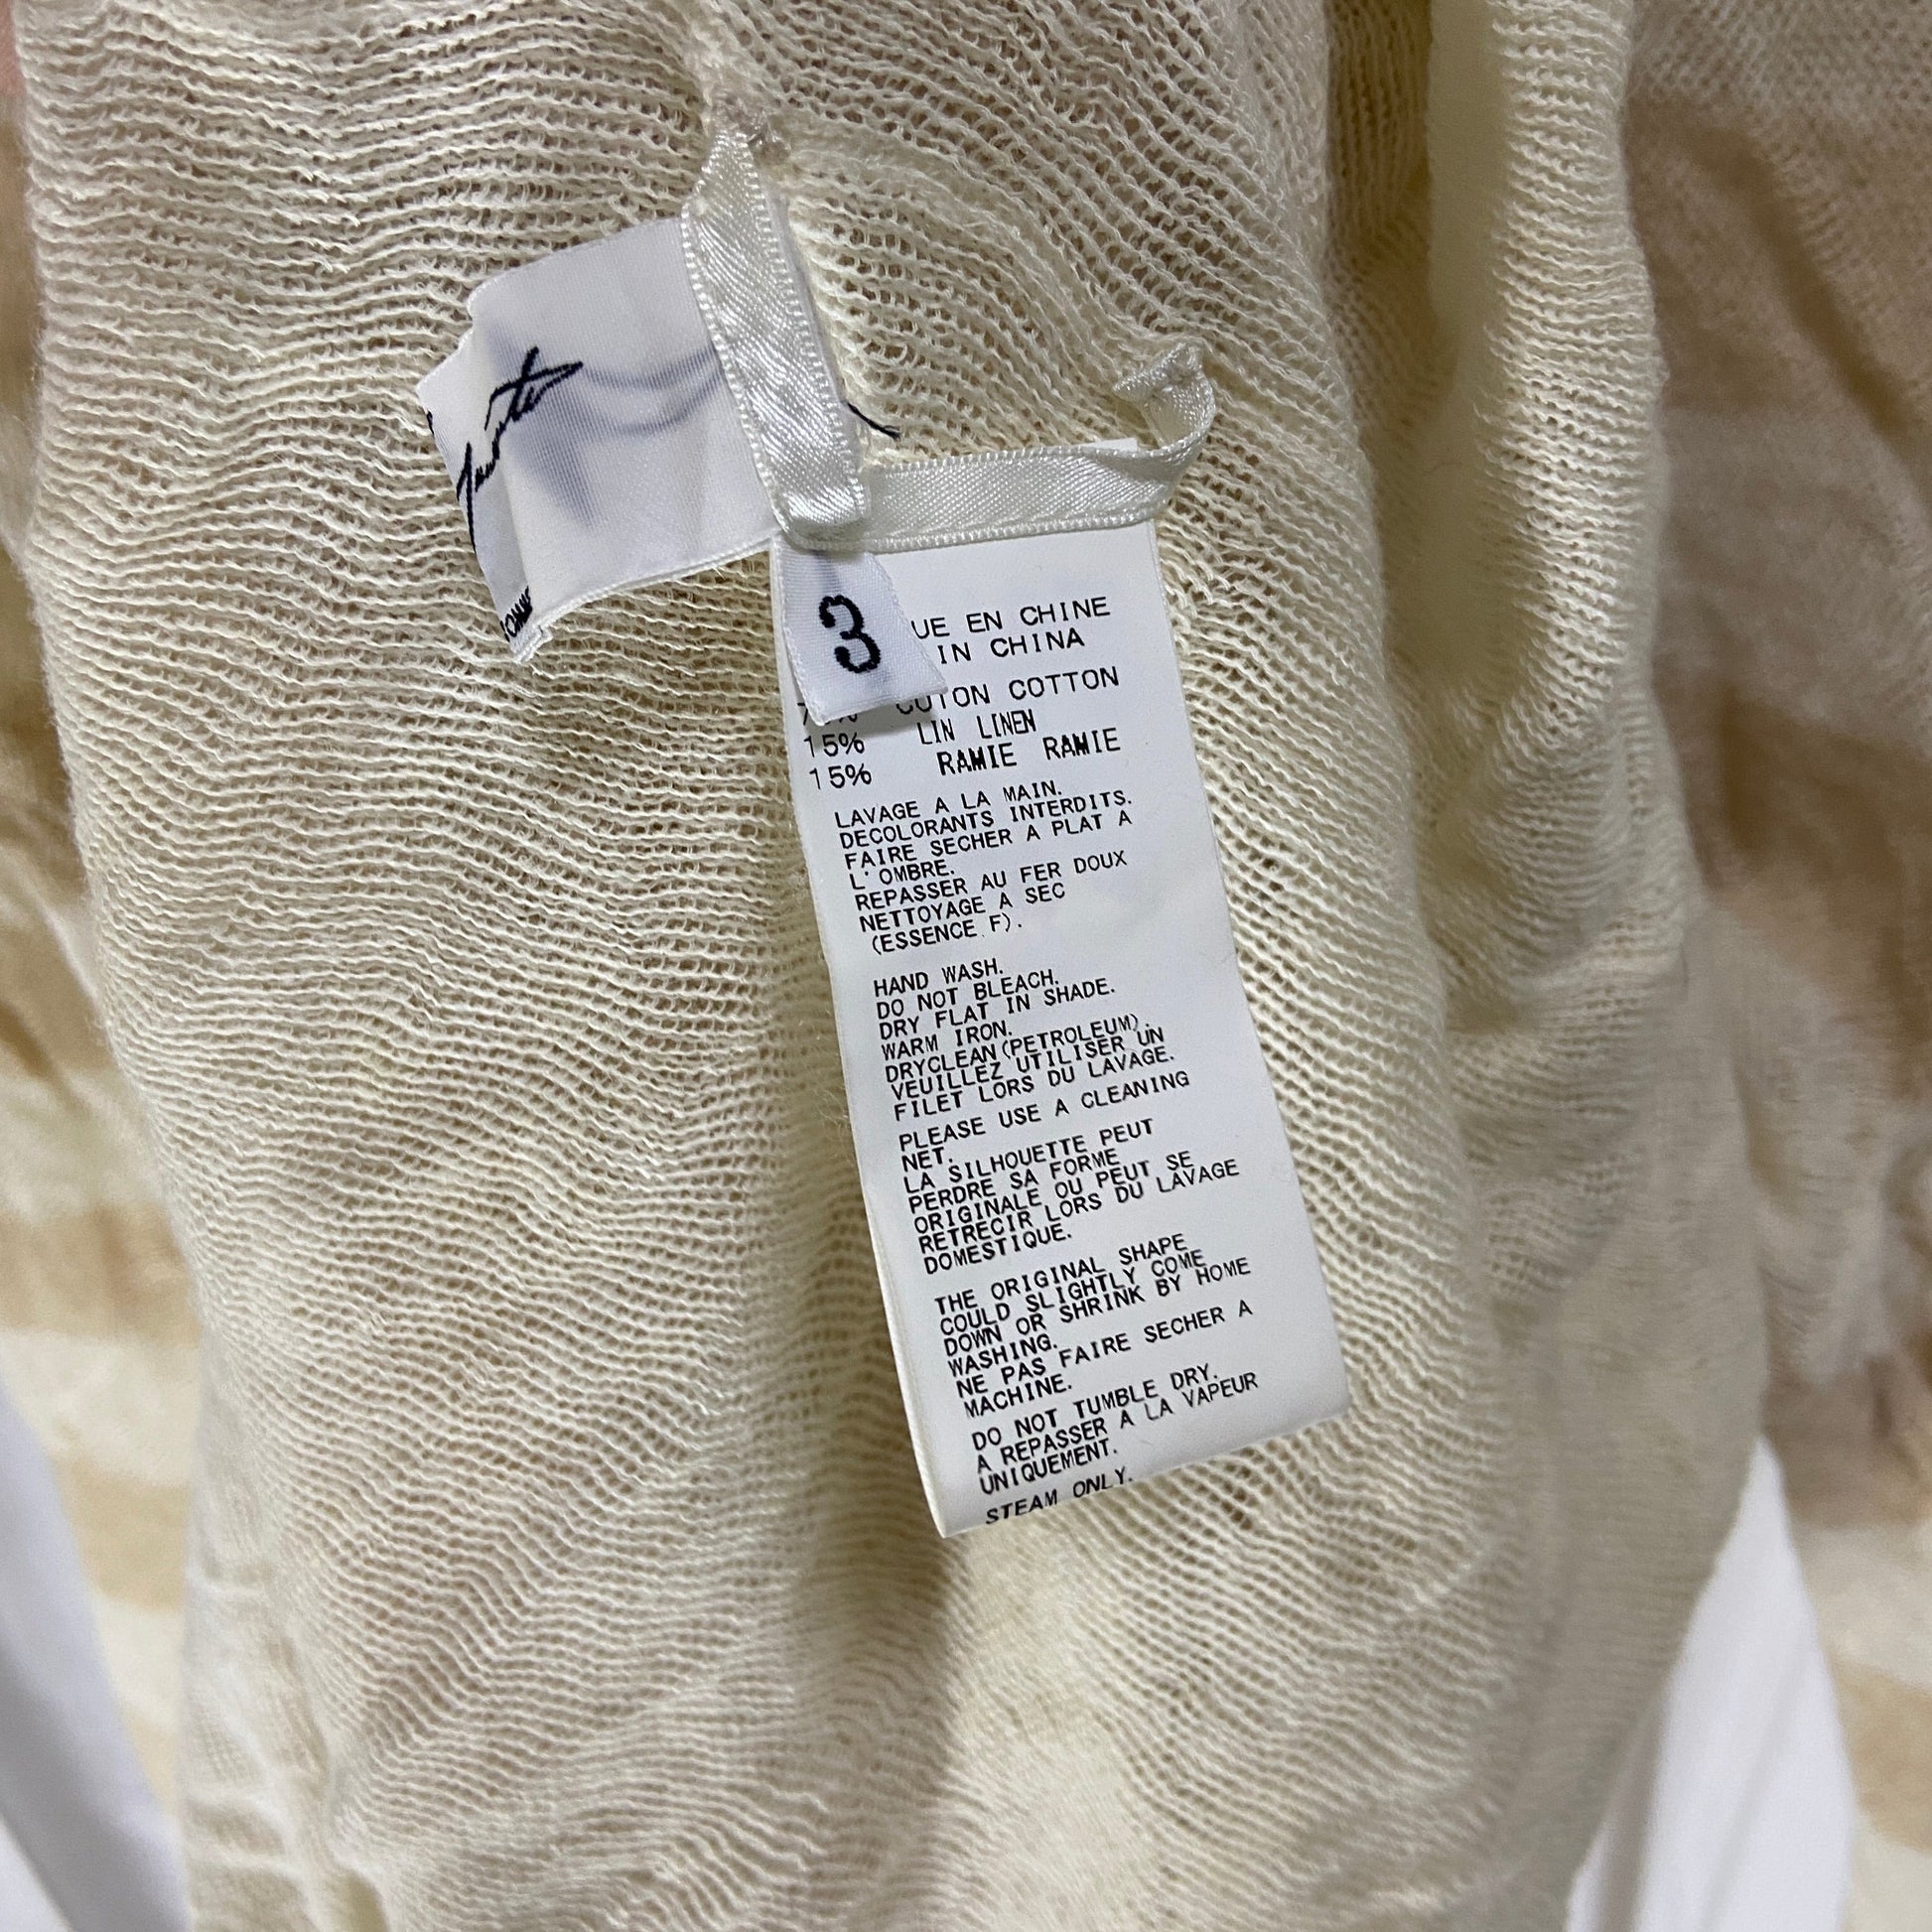 3
UE EN CHINE
IN CHINA
COTON COTTON
15% LIN LINEN
15% RAMIE RAMIE
LAVAGE A LA MAIN.
DECOLORANTS INTERDITS.
FAIRE SECHER A PLAT A
L'OMBRE.
REPASSER AU FER DOUX
NETTOYAGE A SEC
(ESSENCE F).
HAND WASH.
DO NOT BLEACH.
DRY FLAT IN SHADE.
WARM IRON.
DRYCLEAN(PETROLEUM).
VEUILLEZ UTILISER UN
FILET LORS DU LAVAGE.
PLEASE USE A CLEANING
NET.
LA SILHOUETTE PEUT
PERDRE SA FORME
ORIGINALE OU PEUT SE
RETRECIR LORS DU LAVAGE
DOMESTIQUE.
THE ORIGINAL SHAPE
COULD SLIGHTLY COME
DOWN OR SHRINK BY HOME
WASHING.
NE PAS FAIRE SECHER A
MACHINE.
DO NOT TUMBLE DRY.
A REPASSER A LA VAPEUR
UNIQUEMENT.
STEAM ONLY.